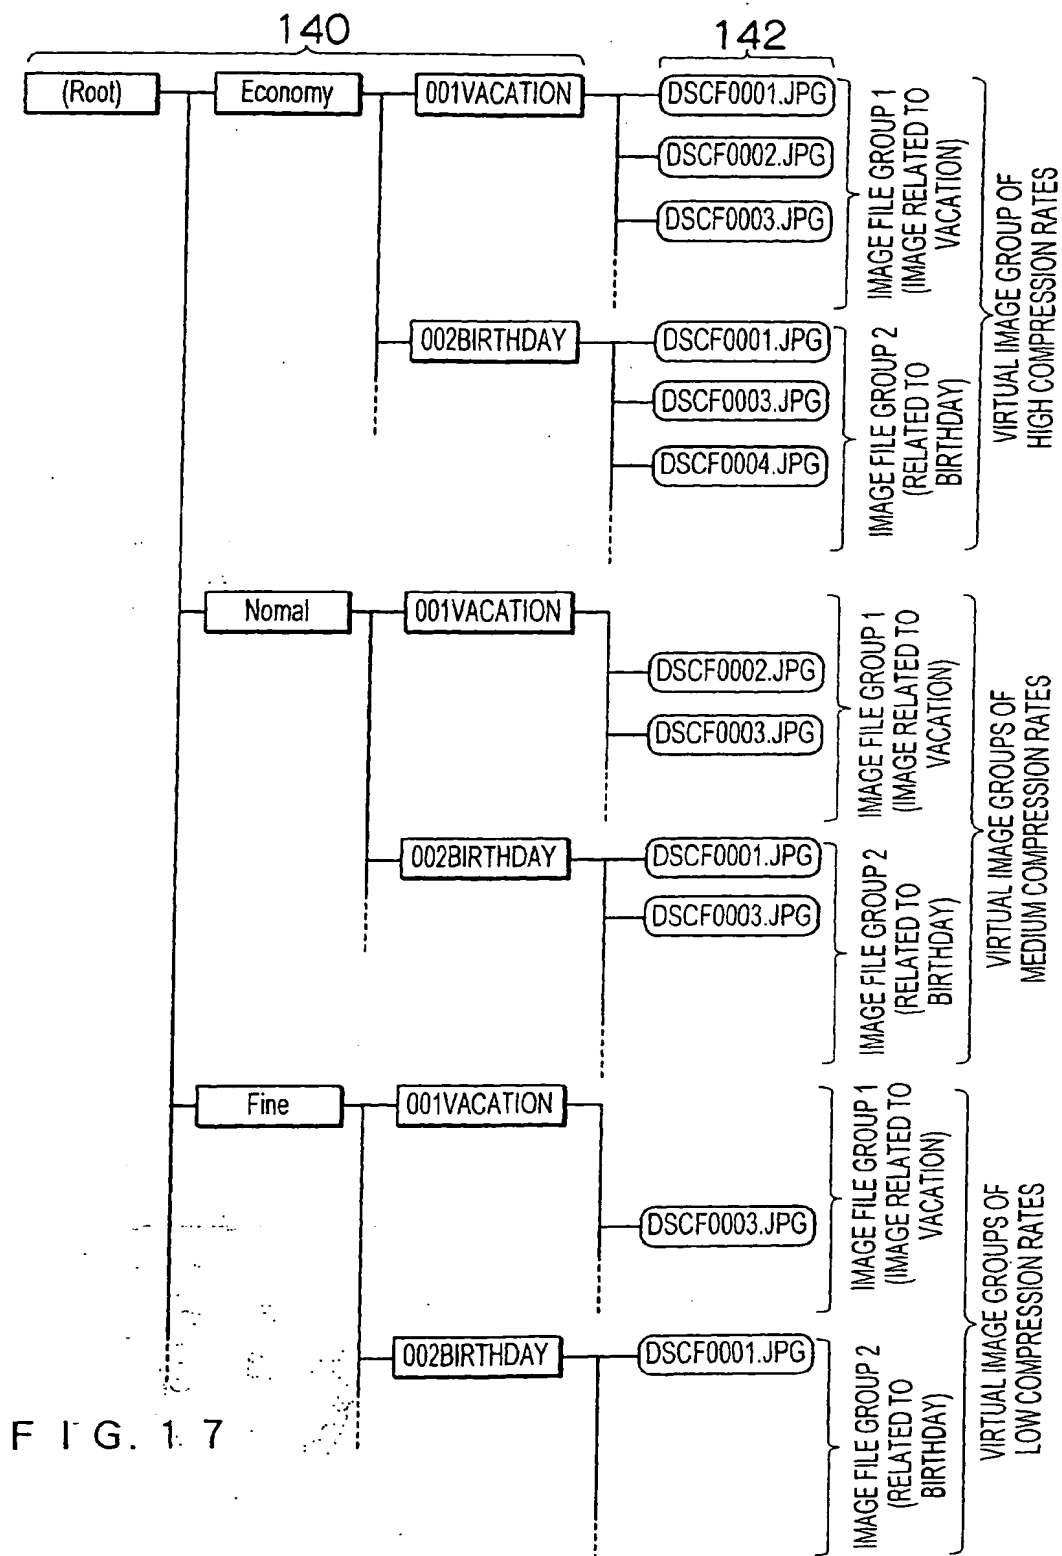 140
142
(Root)
Economy
001VACATION
DSCF0001.JPG
DSCF0002.JPG
DSCF0003.JPG
IMAGE FILE GROUP 1
(IMAGE RELATED TO
VACATION)
002BIRTHDAY
DSCF0001.JPG
DSCF0003.JPG
DSCF0004.JPG
IMAGE FILE GROUP 2
(RELATED TO
BIRTHDAY)
VIRTUAL IMAGE GROUP OF
HIGH COMPRESSION RATES
Nomal
001VACATION
DSCF0002.JPG
DSCF0003.JPG
IMAGE FILE GROUP 1
(IMAGE RELATED TO
VACATION)
002BIRTHDAY
DSCF0001.JPG
DSCF0003.JPG
IMAGE FILE GROUP 2
(RELATED TO
BIRTHDAY)
VIRTUAL IMAGE GROUPS OF
MEDIUM COMPRESSION RATES
Fine
001VACATION
DSCF0003.JPG
IMAGE FILE GROUP 1
(IMAGE RELATED TO
VACATION)
002BIRTHDAY
DSCF0001.JPG
IMAGE FILE GROUP 2
(RELATED TO
BIRTHDAY)
VIRTUAL IMAGE GROUPS OF
LOW COMPRESSION RATES
FIG. 17